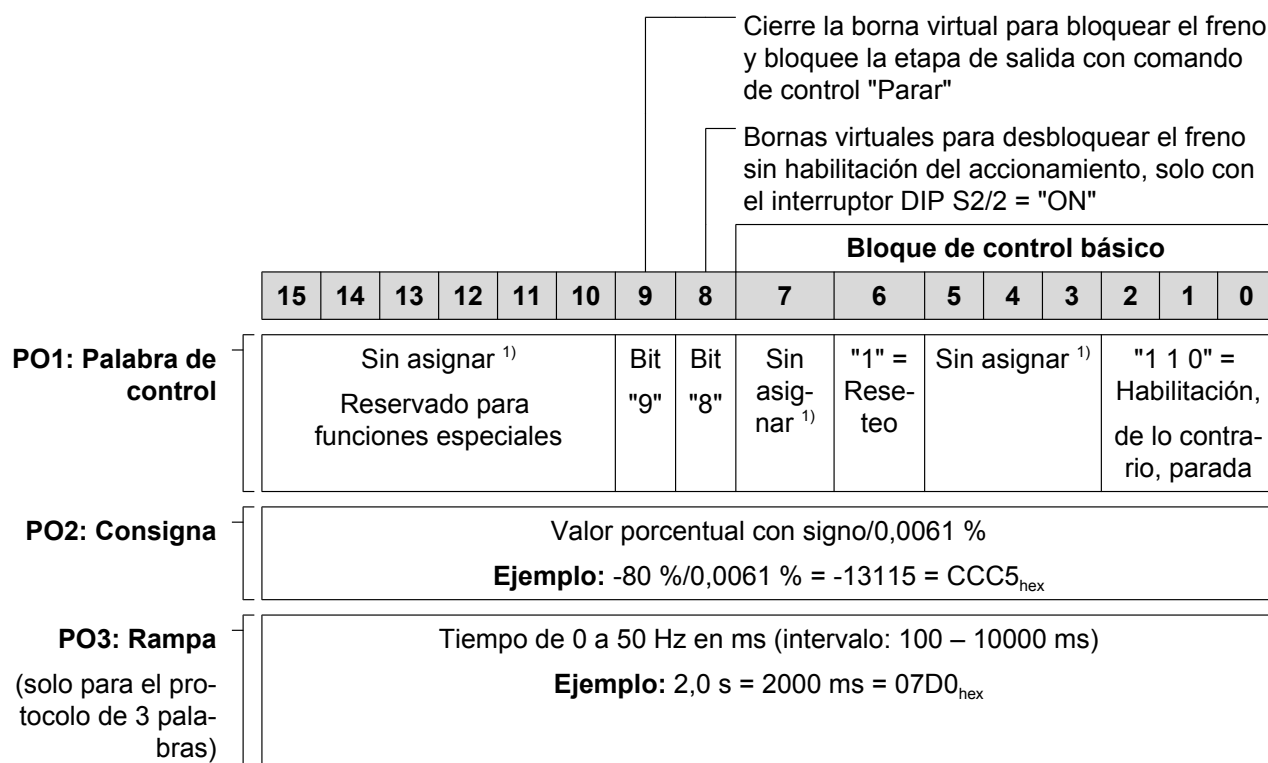 Cierre la borna virtual para bloquear el freno
y bloquee la etapa de salida con comando
de control "Parar"
Bornas virtuales para desbloquear el freno
sin habilitación del accionamiento, solo con
el interruptor DIP S2/2 = "ON"
Bloque de control básico
15 14 13 12 11 10 9 8 7 6 5 4 3 2 1 0
PO1: Palabra de
control
Sin asignar 1)
Reservado para
funciones especiales
Bit
"9"
Bit
"8"
Sin
asig-
nar 1)
"1" =
Rese-
teo
Sin asignar 1)
"1 1 0" =
Habilitación,
de lo contra-
rio, parada
PO2: Consigna
Valor porcentual con signo/0,0061 %
Ejemplo: -80 %/0,0061 % = -13115 = CCC5hex
PO3: Rampa
(solo para el pro-
tocolo de 3 pala-
bras)
Tiempo de 0 a 50 Hz en ms (intervalo: 100 – 10000 ms)
Ejemplo: 2,0 s = 2000 ms = 07D0hex